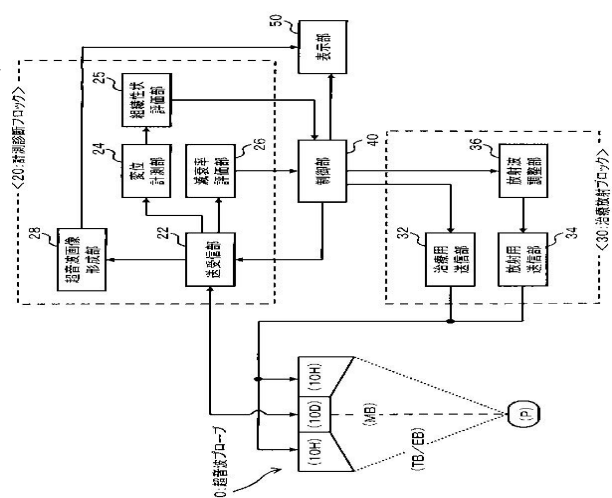 <20:計測診断ブロック>
28
超音波画像
形成部
24
変位
計測部
25
組織性状
評価部
22
送受信部
26
減衰率
評価部
50
表示部
40
制御部
32
治療用
送信部
36
放射波
調整部
34
放射用
送信部
<30:治療放射ブロック>
0:超音波プローブ
(10H)
(10D)
(10H)
(MB)
(TB/EB)
(P)